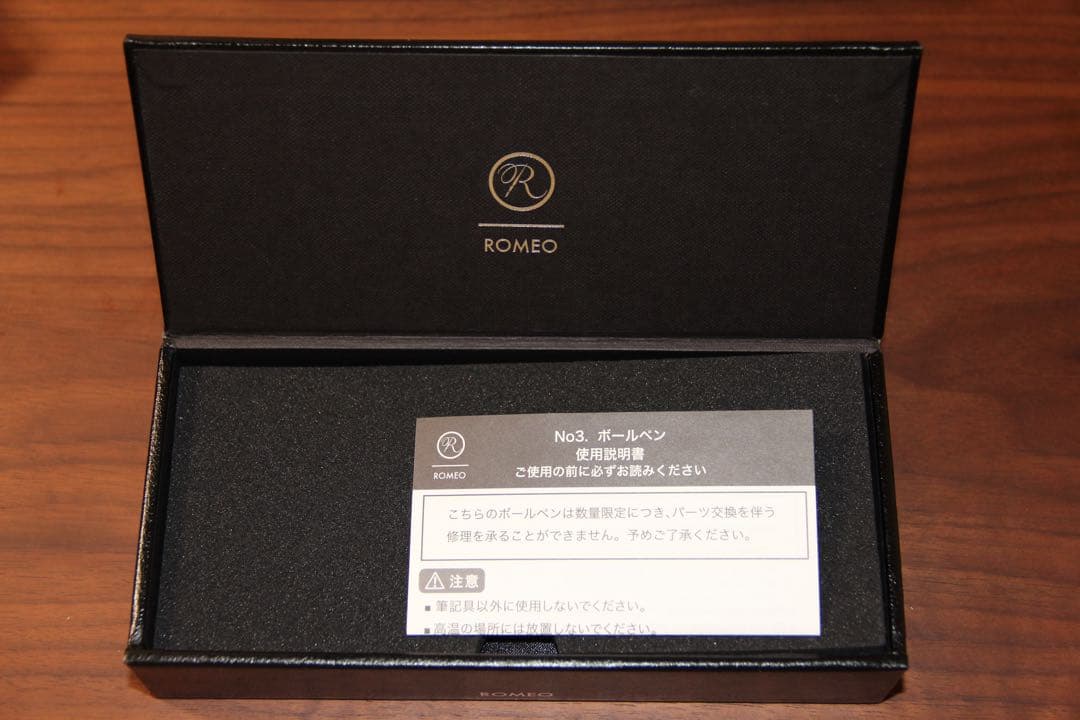 R
ROMEO
R
ROMEO
No3. ボールペン
使用説明書
ご使用の前に必ずお読みください
こちらのボールペンは数量限定につき､パーツ交換を伴う
修理を承ることができません。予めご了承ください。
注意
■ 筆記具以外に使用しないでください。
■ 高温の場所には放置しないでください。
ROMEO